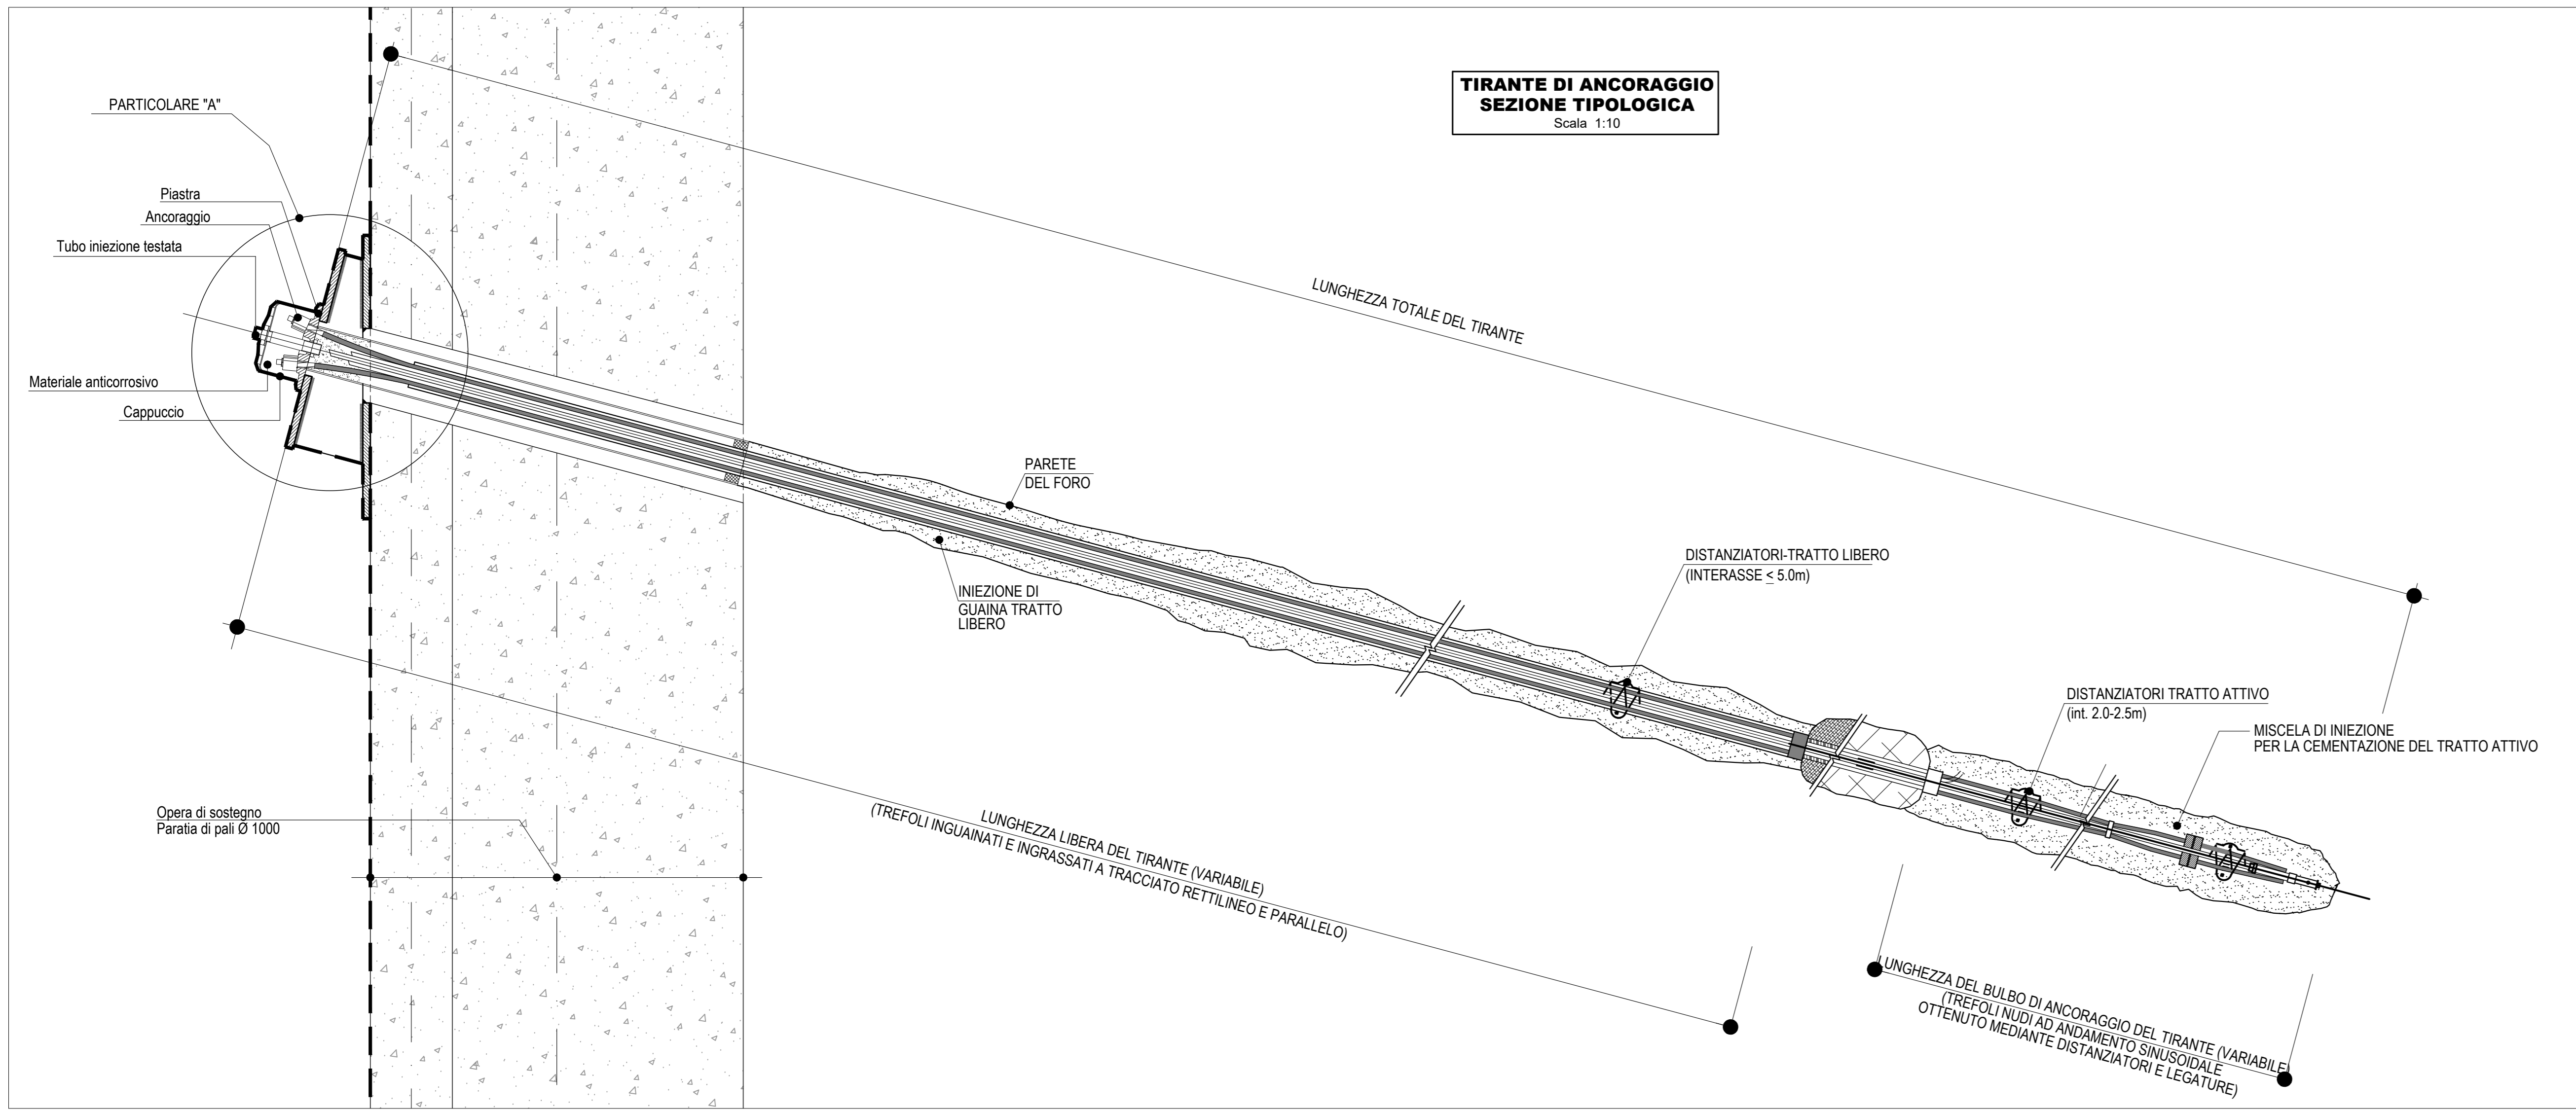 TIRANTE DI ANCORAGGIO
SEZIONE TIPOLOGICA
Scala 1:10
PARTICOLARE "A"
Piastra
Ancoraggio
Tubo iniezione testata
Materiale anticorrosivo
Cappuccio
LUNGHEZZA TOTALE DEL TIRANTE
PARETE
DEL FORO
INIEZIONE DI
GUAINA TRATTO
LIBERO
DISTANZIATORI-TRATTO LIBERO
(INTERASSE ≤ 5.0m)
DISTANZIATORI TRATTO ATTIVO
(int. 2.0-2.5m)
MISCELA DI INIEZIONE
PER LA CEMENTAZIONE DEL TRATTO ATTIVO
Opera di sostegno
Paratia di pali Ø 1000
LUNGHEZZA LIBERA DEL TIRANTE (VARIABILE)
(TREFOLI INGUAINATI E INGRASSATI A TRACCIATO RETTILINEO E PARALLELO)
LUNGHEZZA DEL BULBO DI ANCORAGGIO DEL TIRANTE (VARIABILE)
(TREFOLI NUDI AD ANDAMENTO SINUSOIDALE
OTTENUTO MEDIANTE DISTANZIATORI E LEGATURE)